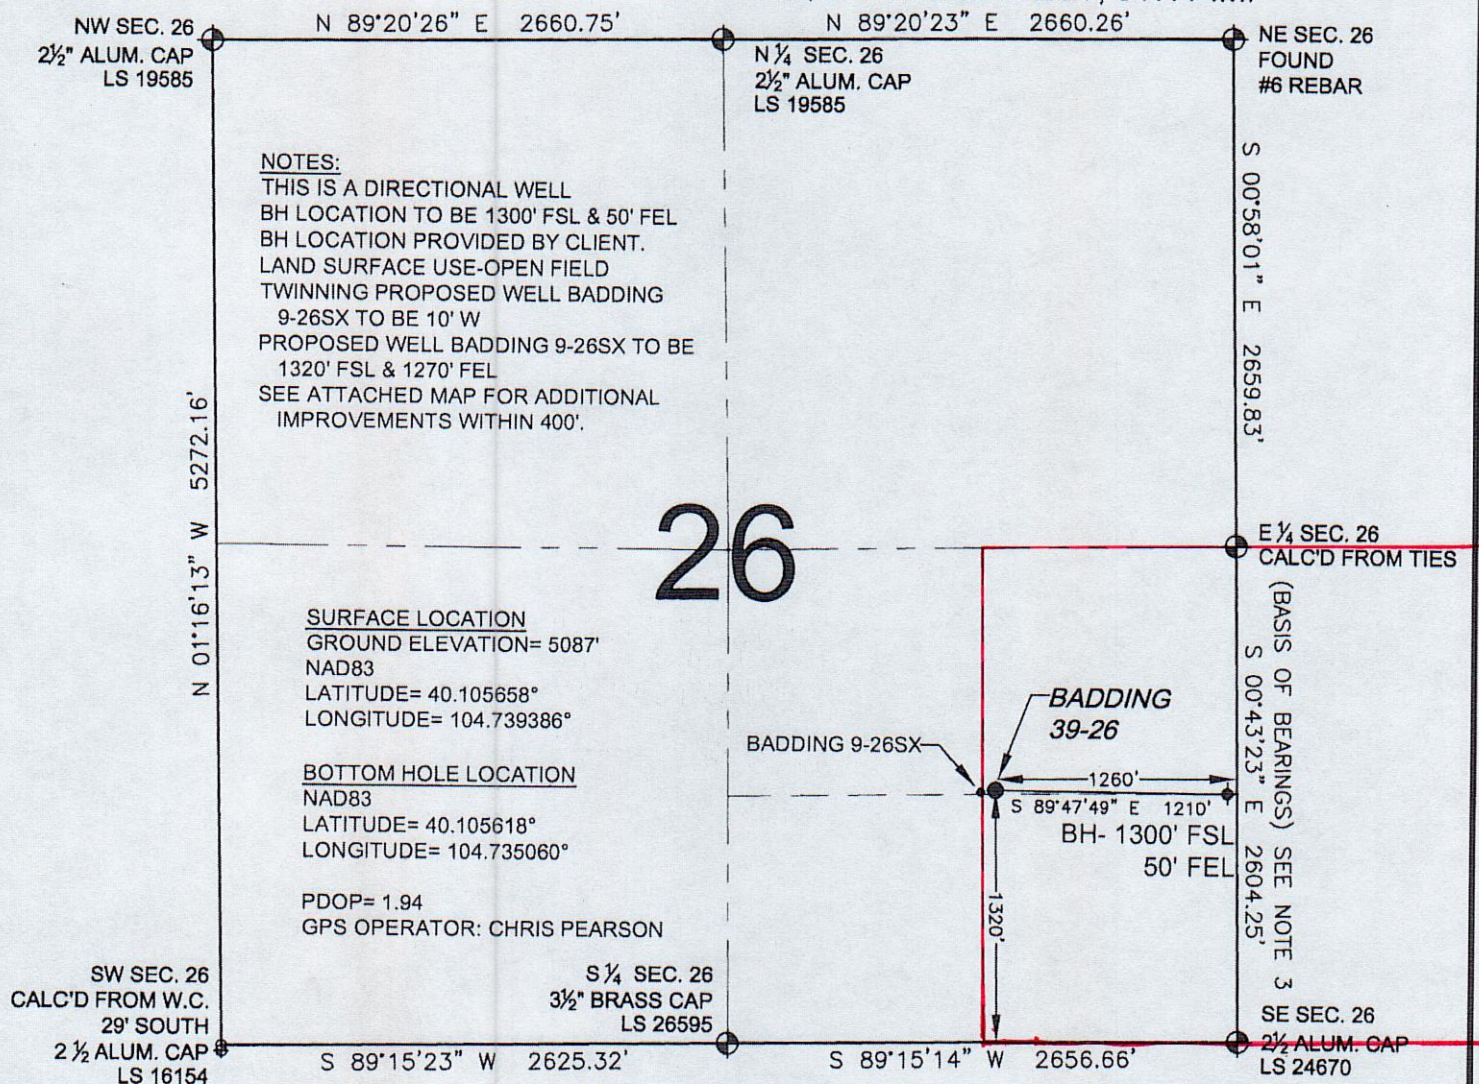 N 89°20'26" E 2660.75'
N 89°20'23" E 2660.26'
NW SEC. 26
2½" ALUM. CAP
LS 19585
N ¼ SEC. 26
2½" ALUM. CAP
LS 19585
NE SEC. 26
FOUND
#6 REBAR
NOTES:
THIS IS A DIRECTIONAL WELL
BH LOCATION TO BE 1300' FSL & 50' FEL
BH LOCATION PROVIDED BY CLIENT.
LAND SURFACE USE-OPEN FIELD
TWINNING PROPOSED WELL BADDING
9-26SX TO BE 10' W
PROPOSED WELL BADDING 9-26SX TO BE
1320' FSL & 1270' FEL
SEE ATTACHED MAP FOR ADDITIONAL
IMPROVEMENTS WITHIN 400'.
S 00°58'01" E 2659.83'
N 01°16'13" W 5272.16'
26
E ¼ SEC. 26
CALC'D FROM TIES
SURFACE LOCATION
GROUND ELEVATION= 5087'
NAD83
LATITUDE= 40.105658°
LONGITUDE= 104.739386°
BOTTOM HOLE LOCATION
NAD83
LATITUDE= 40.105618°
LONGITUDE= 104.735060°
PDOP= 1.94
GPS OPERATOR: CHRIS PEARSON
BADDING
39-26
BADDING 9-26SX
1260'
S 89°47'49" E 1210'
BH- 1300' FSL
50' FEL
1320'
(BASIS OF BEARINGS) SEE NOTE 3
S 00°43'23" E 2604.25'
SW SEC. 26
CALC'D FROM W.C.
29' SOUTH
2 ½ ALUM. CAP
LS 16154
S ¼ SEC. 26
3½" BRASS CAP
LS 26595
SE SEC. 26
2½ ALUM. CAP
LS 24670
S 89°15'23" W 2625.32'
S 89°15'14" W 2656.66'